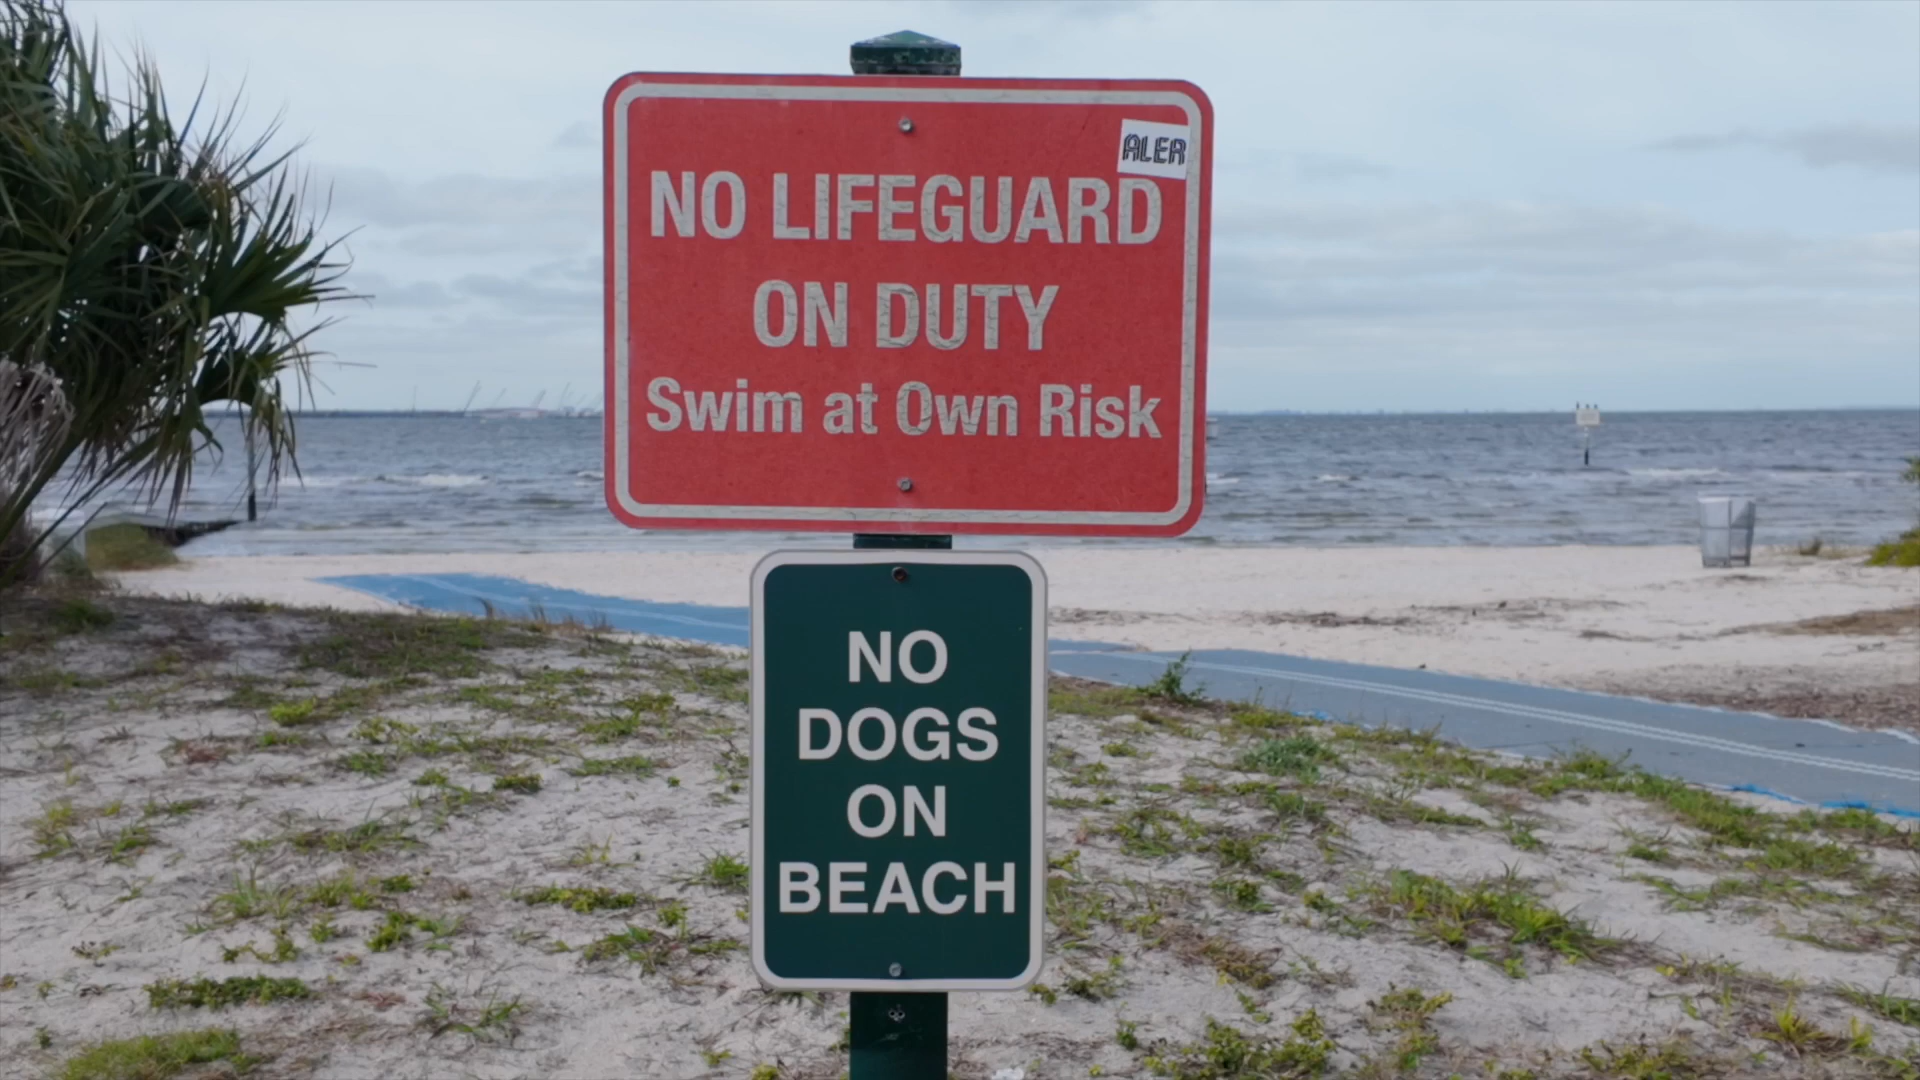 ALER
NO LIFEGUARD
ON DUTY
Swim at Own Risk
NO
DOGS
ON
BEACH